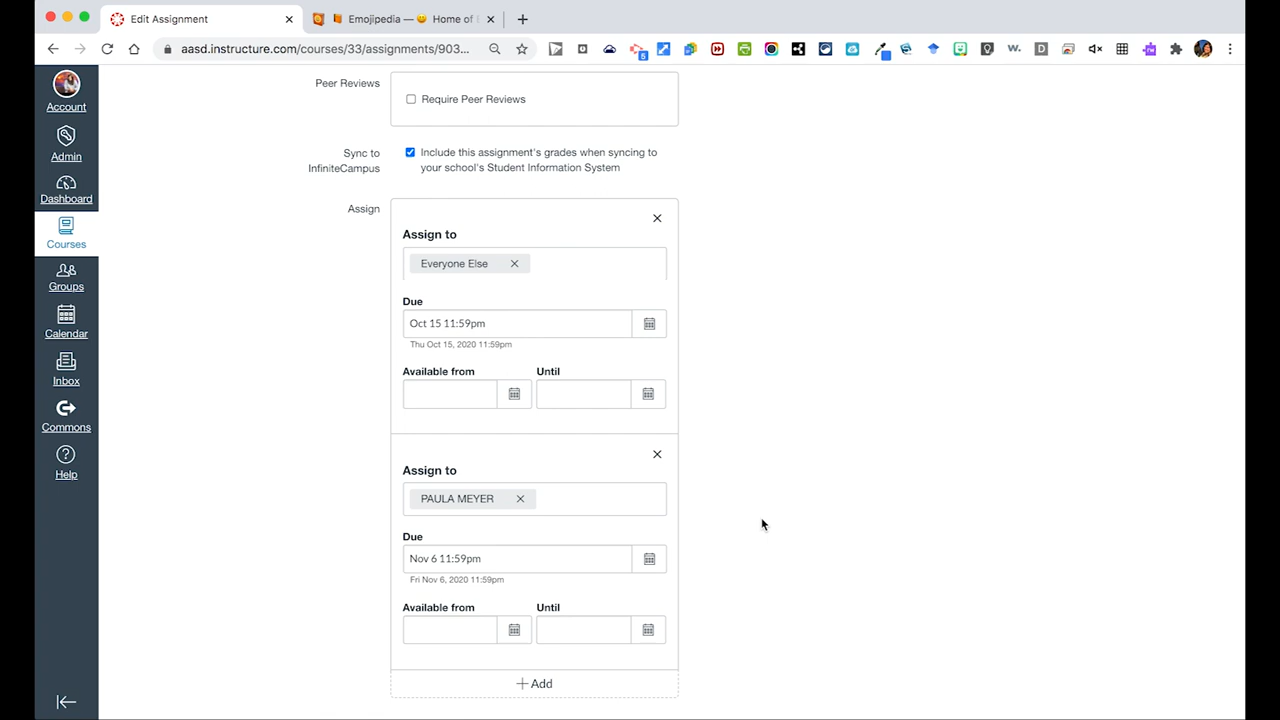 Edit Assignment
Emojipedia — 😀 Home of
aasd.instructure.com/courses/33/assignments/903...
Account
Admin
Dashboard
Courses
Groups
Calendar
Inbox
Commons
Help
Peer Reviews
Require Peer Reviews
Sync to
InfiniteCampus
Include this assignment's grades when syncing to
your school's Student Information System
Assign
Assign to
Everyone Else
Due
Oct 15 11:59pm
Thu Oct 15, 2020 11:59pm
Available from Until
Assign to
PAULA MEYER
Due
Nov 6 11:59pm
Fri Nov 6, 2020 11:59pm
Available from Until
Add